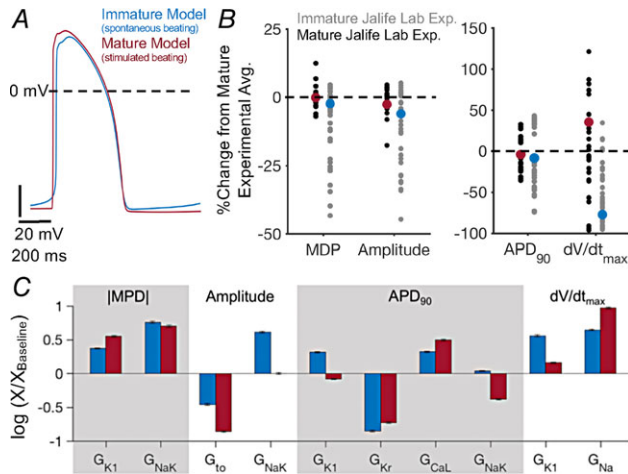 A
Immature Model
(spontaneous beating)
Mature Model
(stimulated beating)
0 mV
20 mV
200 ms
B
Immature Jalife Lab Exp.
Mature Jalife Lab Exp.
%Change from Mature
Experimental Avg.
50
25
0
-25
-50
MDP
Amplitude
150
100
50
0
-50
-100
APD90
dV/dtmax
C
|MPD|
Amplitude
APD90
dV/dtmax
log (X/XBaseline)
1
0.5
0
-0.5
-1
GK1
GNaK
Gto
GNaK
GK1
GKr
GCaL
GNaK
GK1
GNa